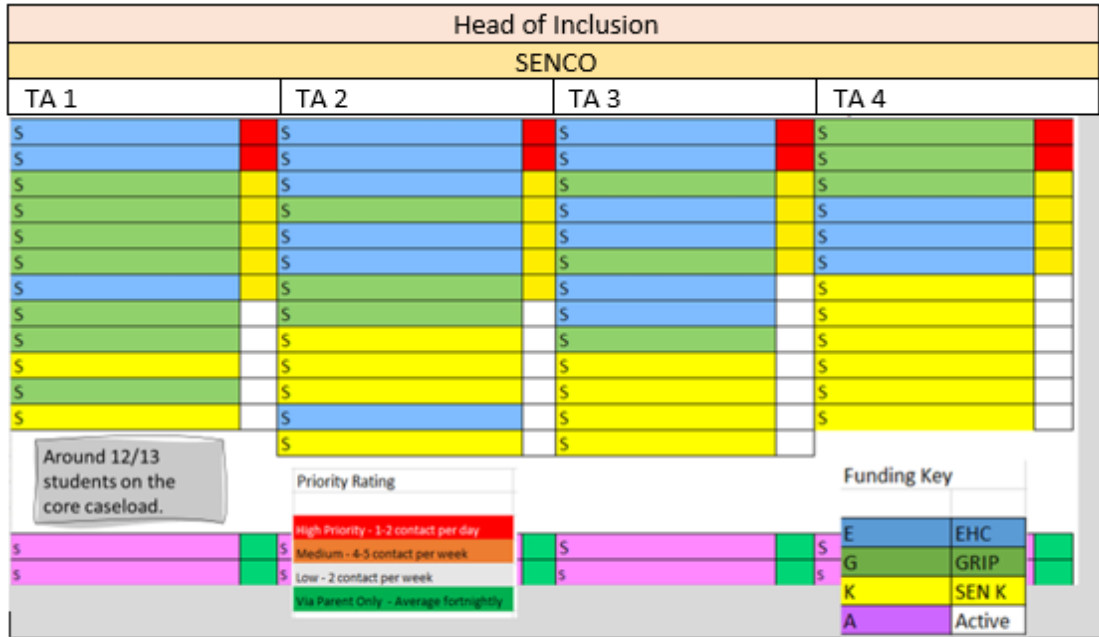 Head of Inclusion
SENCO
TA 1 TA 2 TA 3 TA 4
S S S S
S S S S
S S S S
S S S S
S S S S
S S S S
S S S S
S S S S
S S S S
S S S S
S S S S
S S S S
S S
Around 12/13
students on the
core caseload.
Priority Rating
High Priority - 1-2 contact per day
Medium - 4-5 contact per week
Low - 2 contact per week
Via Parent Only - Average fortnightly
Funding Key
E EHC
G GRIP
K SEN K
A Active
S S S S
S S S S